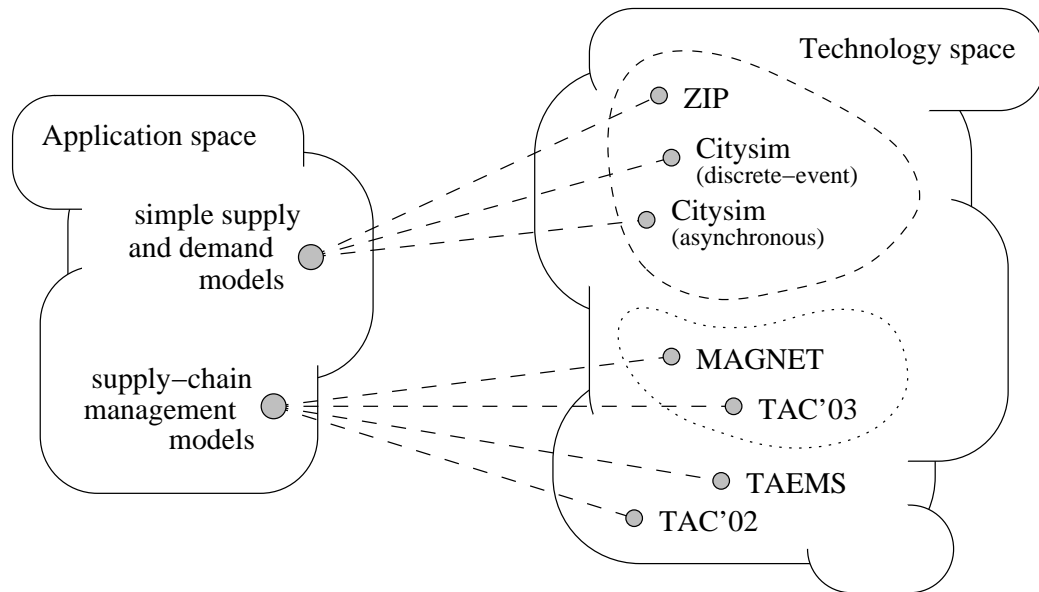 Application space
simple supply
and demand
models
supply−chain
management
models
Technology space
ZIP
Citysim
(discrete−event)
Citysim
(asynchronous)
MAGNET
TAC’03
TAEMS
TAC’02